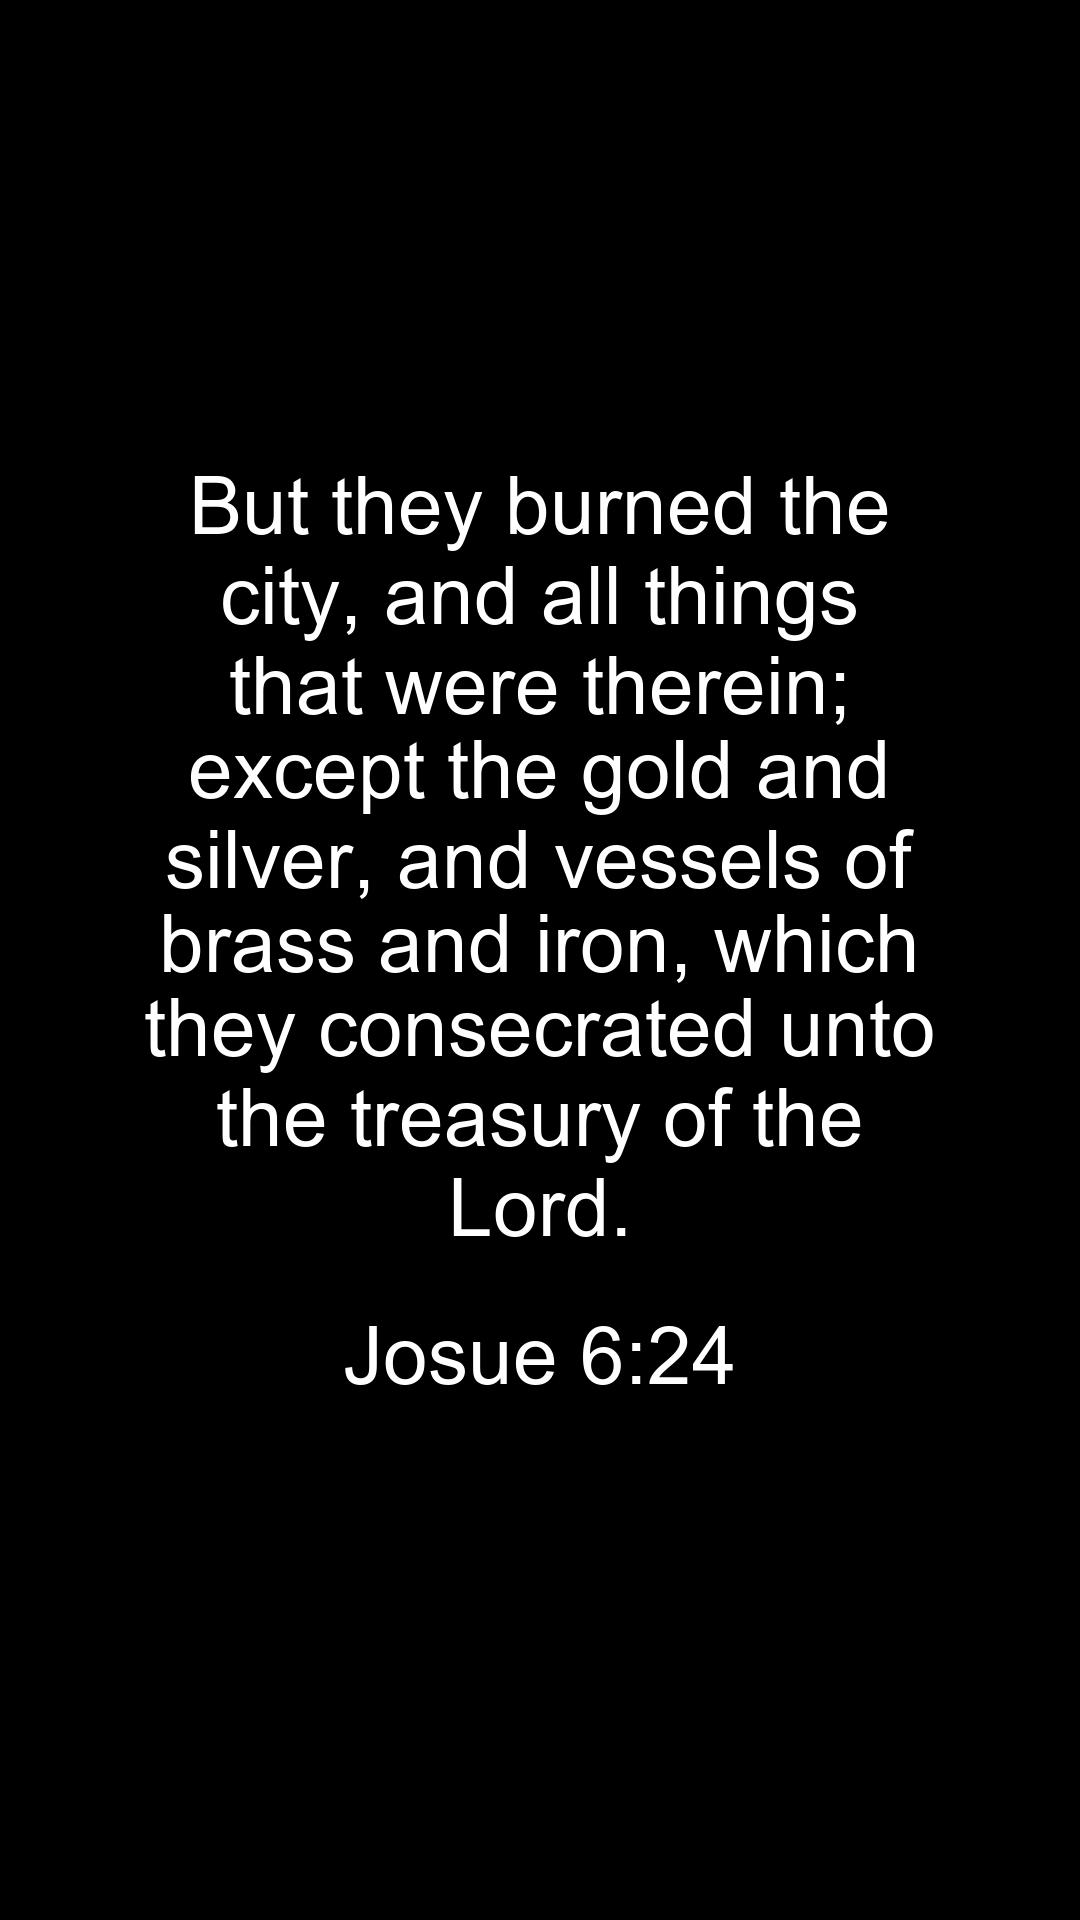 But they burned the
city, and all things
that were therein;
except the gold and
silver, and vessels of
brass and iron, which
they consecrated unto
the treasury of the
Lord.
Josue 6:24